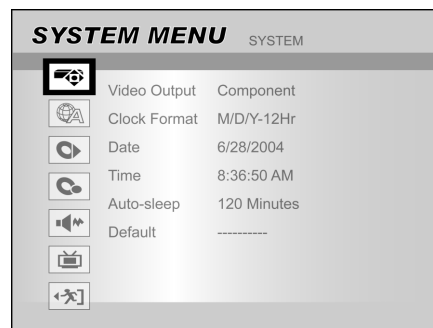 SYSTEM MENU SYSTEM
Video Output Component
Clock Format M/D/Y-12Hr
Date 6/28/2004
Time 8:36:50 AM
Auto-sleep 120 Minutes
Default ----------